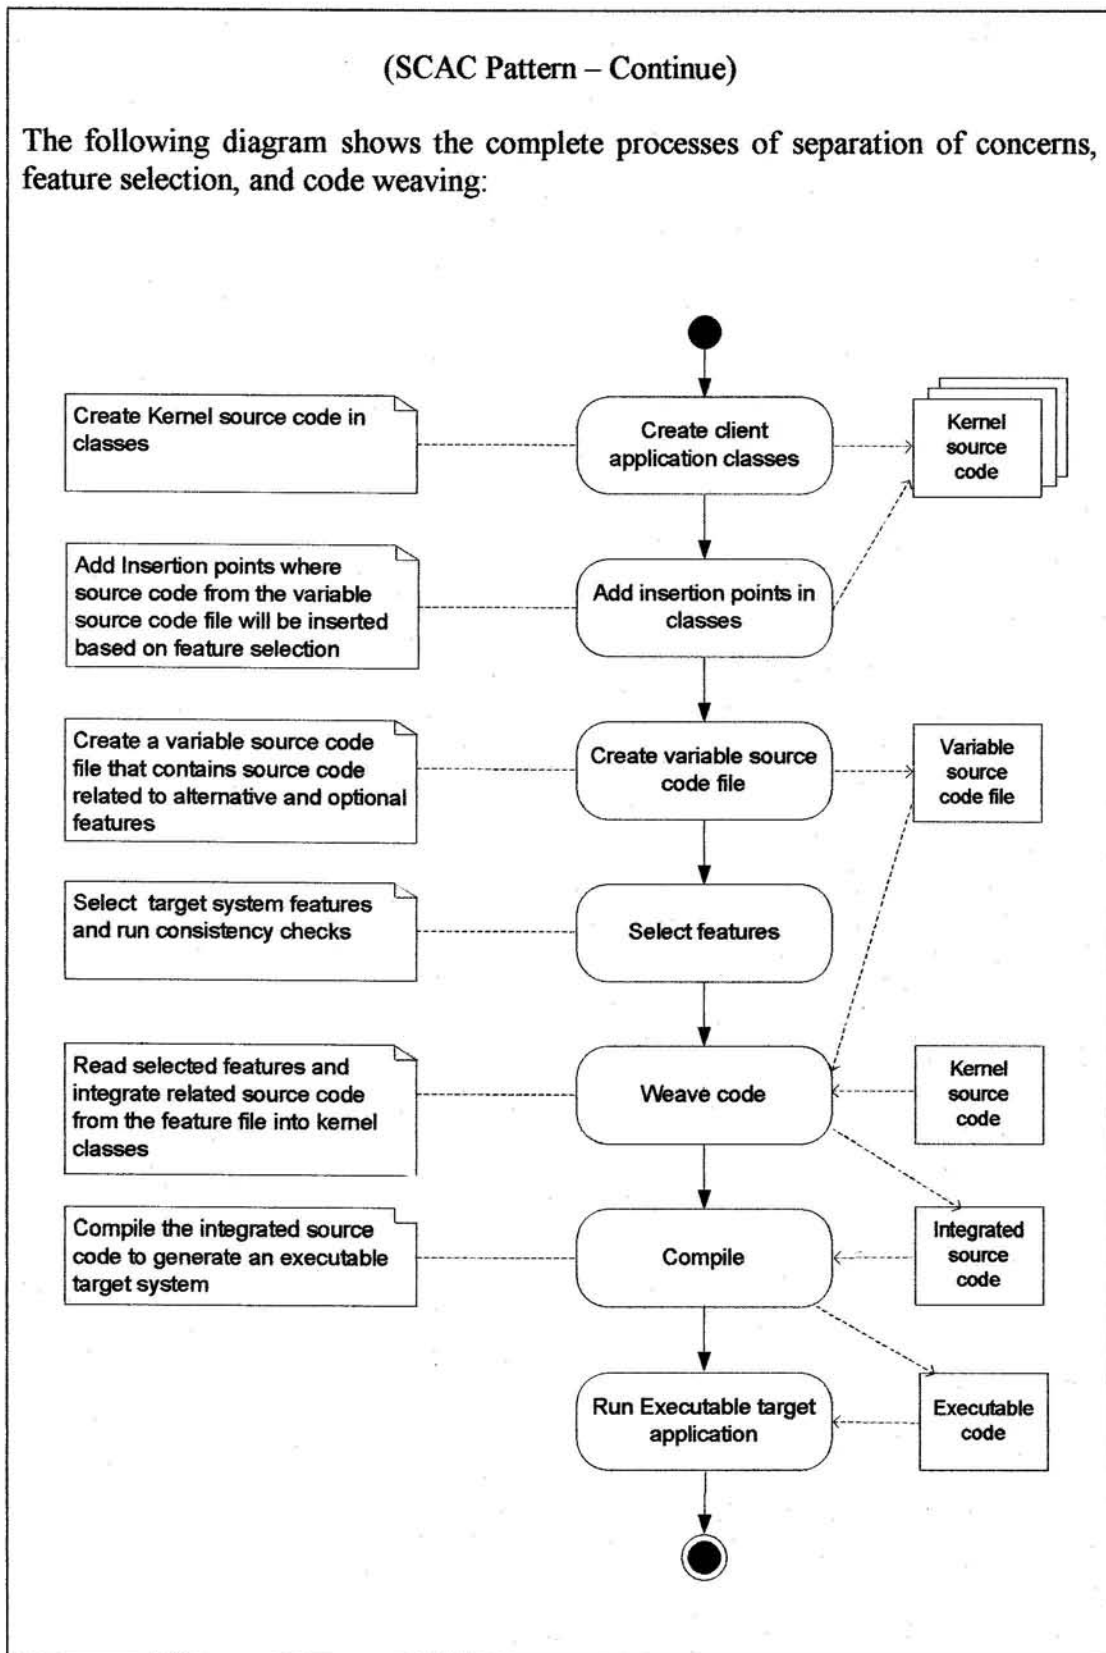 (SCAC Pattern – Continue)
The following diagram shows the complete processes of separation of concerns,
feature selection, and code weaving:
Create Kernel source code in
classes
Create client
application classes
Kernel
source
code
Add Insertion points where
source code from the variable
source code file will be inserted
based on feature selection
Add insertion points in
classes
Create a variable source code
file that contains source code
related to alternative and optional
features
Create variable source
code file
Variable
source
code file
Select target system features
and run consistency checks
Select features
Read selected features and
integrate related source code
from the feature file into kernel
classes
Weave code
Kernel
source
code
Compile the integrated source
code to generate an executable
target system
Compile
Integrated
source
code
Run Executable target
application
Executable
code